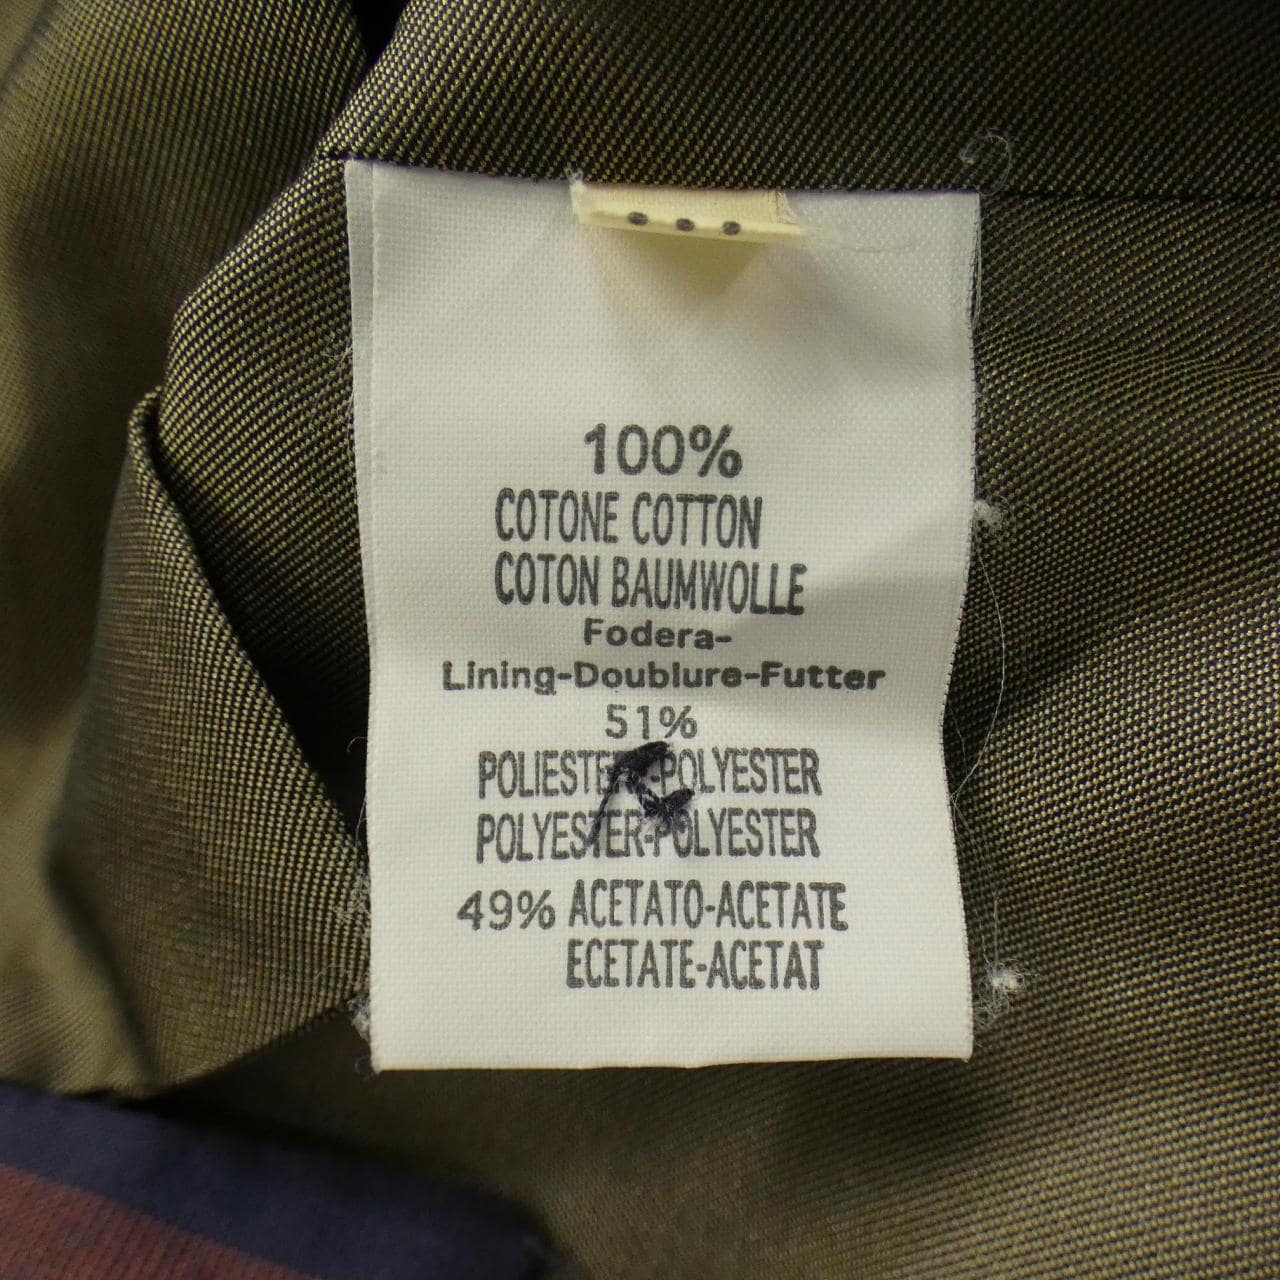 100%
COTONE COTTON
COTON BAUMWOLLE
Fodera-
Lining-Doublure-Futter
51%
POLIESTERE-POLYESTER
POLYESTER-POLYESTER
49% ACETATO-ACETATE
ECETATE-ACETAT